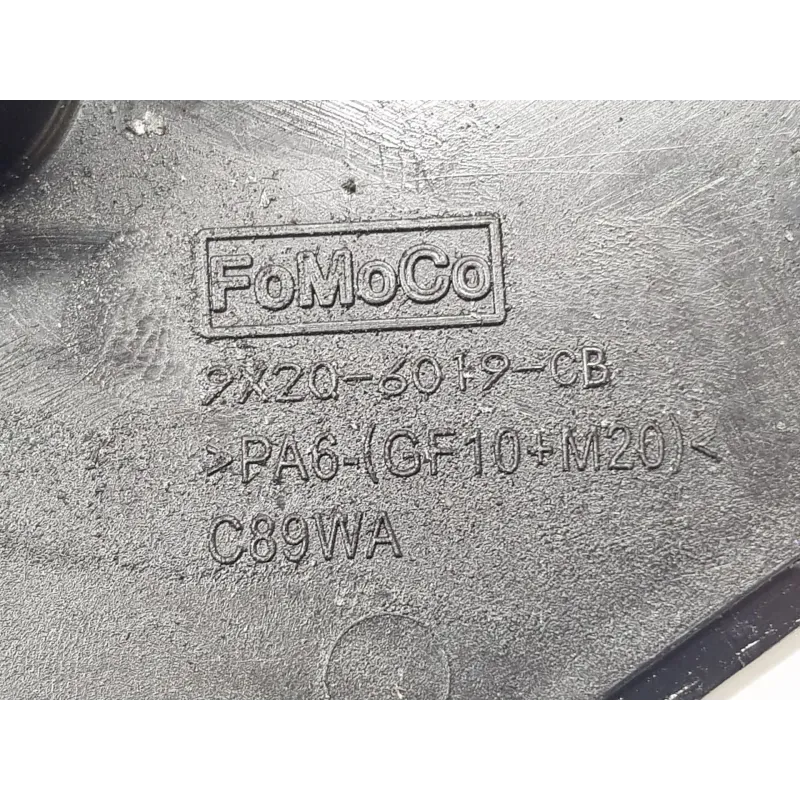 FoMoCo
9X2Q-6019-CB
>PA6-(GF10+M20)<
C89WA